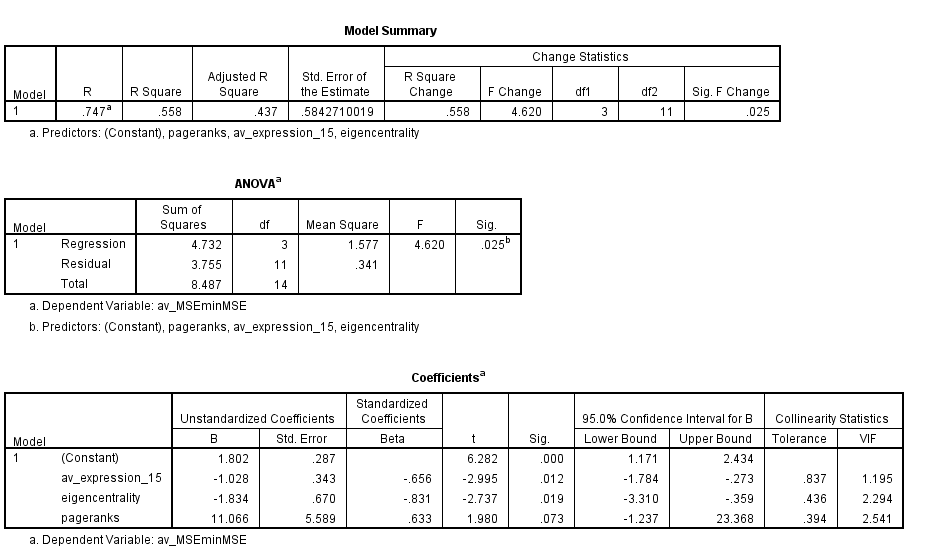 Model Summary
Change Statistics
Model R R Square Adjusted R Square Std. Error of the Estimate R Square Change F Change df1 df2 Sig. F Change
1 .747a .558 .437 .5842710019 .558 4.620 3 11 .025
a. Predictors: (Constant), pageranks, av_expression_15, eigencentrality
ANOVAa
Model Sum of Squares df Mean Square F Sig.
1 Regression 4.732 3 1.577 4.620 .025b
Residual 3.755 11 .341
Total 8.487 14
a. Dependent Variable: av_MSEminMSE
b. Predictors: (Constant), pageranks, av_expression_15, eigencentrality
Coefficientsa
Unstandardized Coefficients Standardized Coefficients 95.0% Confidence Interval for B Collinearity Statistics
Model B Std. Error Beta t Sig. Lower Bound Upper Bound Tolerance VIF
1 (Constant) 1.802 .287 6.282 .000 1.171 2.434
av_expression_15 -1.028 .343 -.656 -2.995 .012 -1.784 -.273 .837 1.195
eigencentrality -1.834 .670 -.831 -2.737 .019 -3.310 -.359 .436 2.294
pageranks 11.066 5.589 .633 1.980 .073 -1.237 23.368 .394 2.541
a. Dependent Variable: av_MSEminMSE